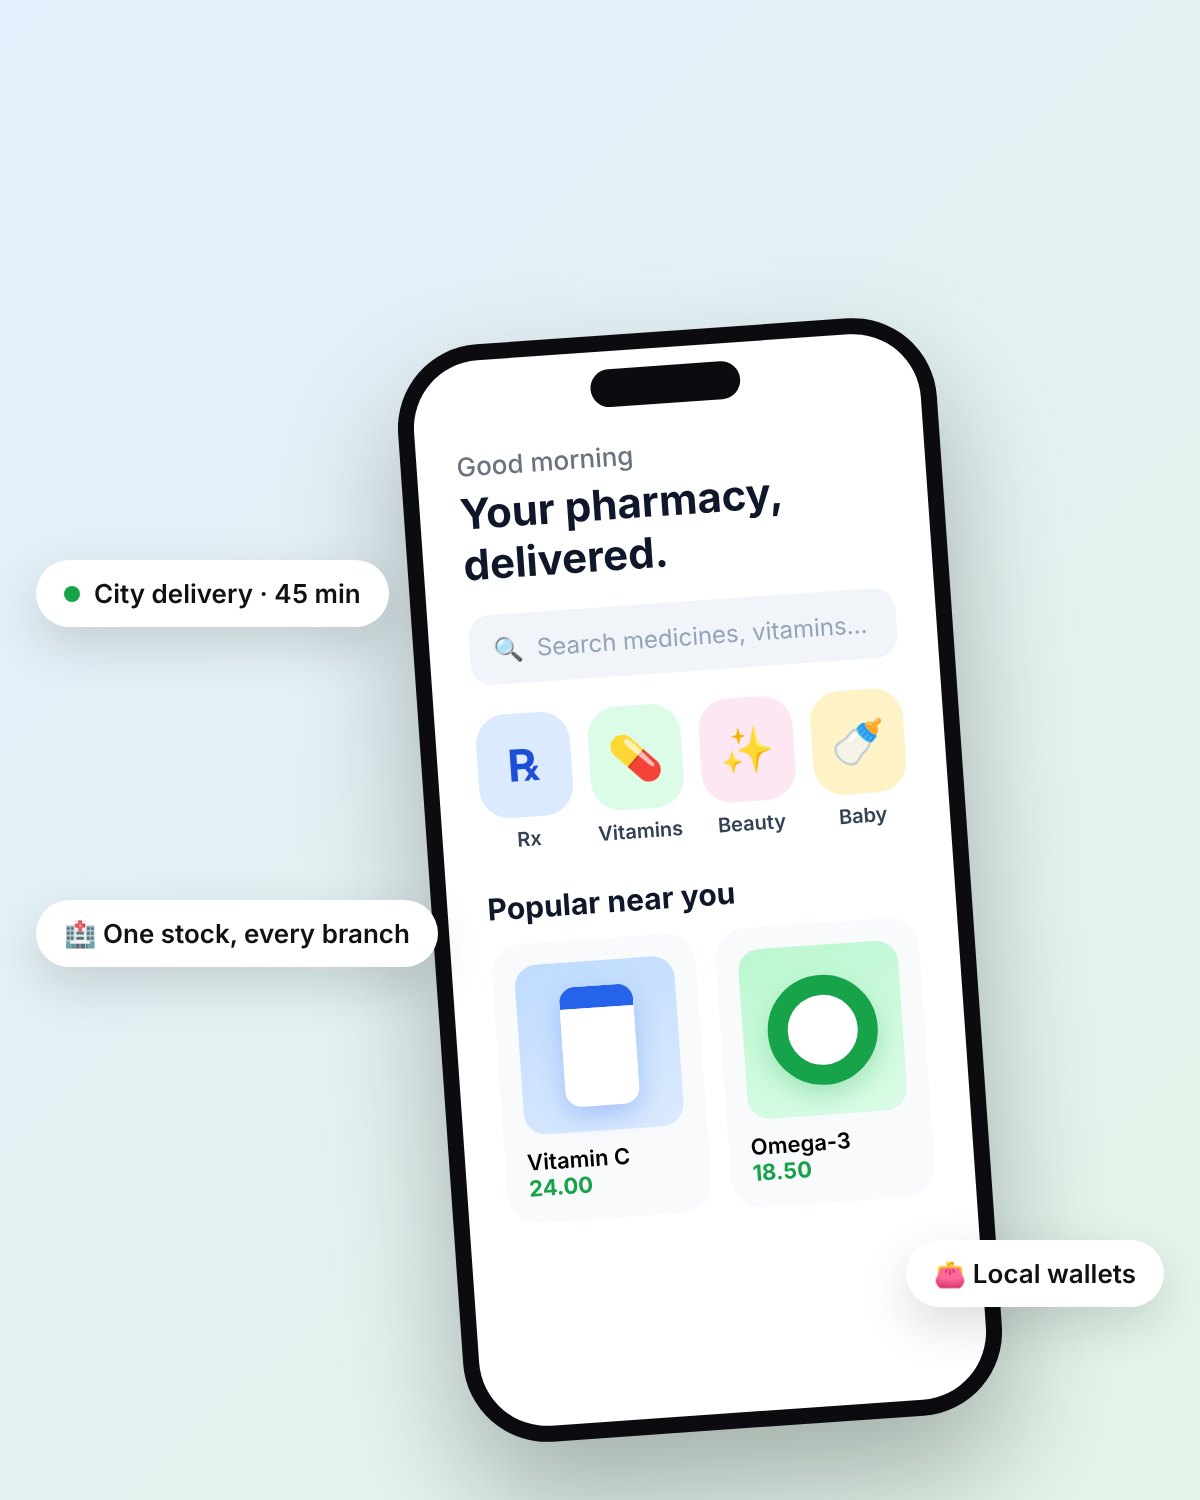 Good morning
Your pharmacy,
delivered.
City delivery · 45 min
🔍 Search medicines, vitamins...
℞
Rx
Vitamins
Beauty
Baby
Popular near you
🏥 One stock, every branch
Vitamin C
24.00
Omega-3
18.50
👛 Local wallets